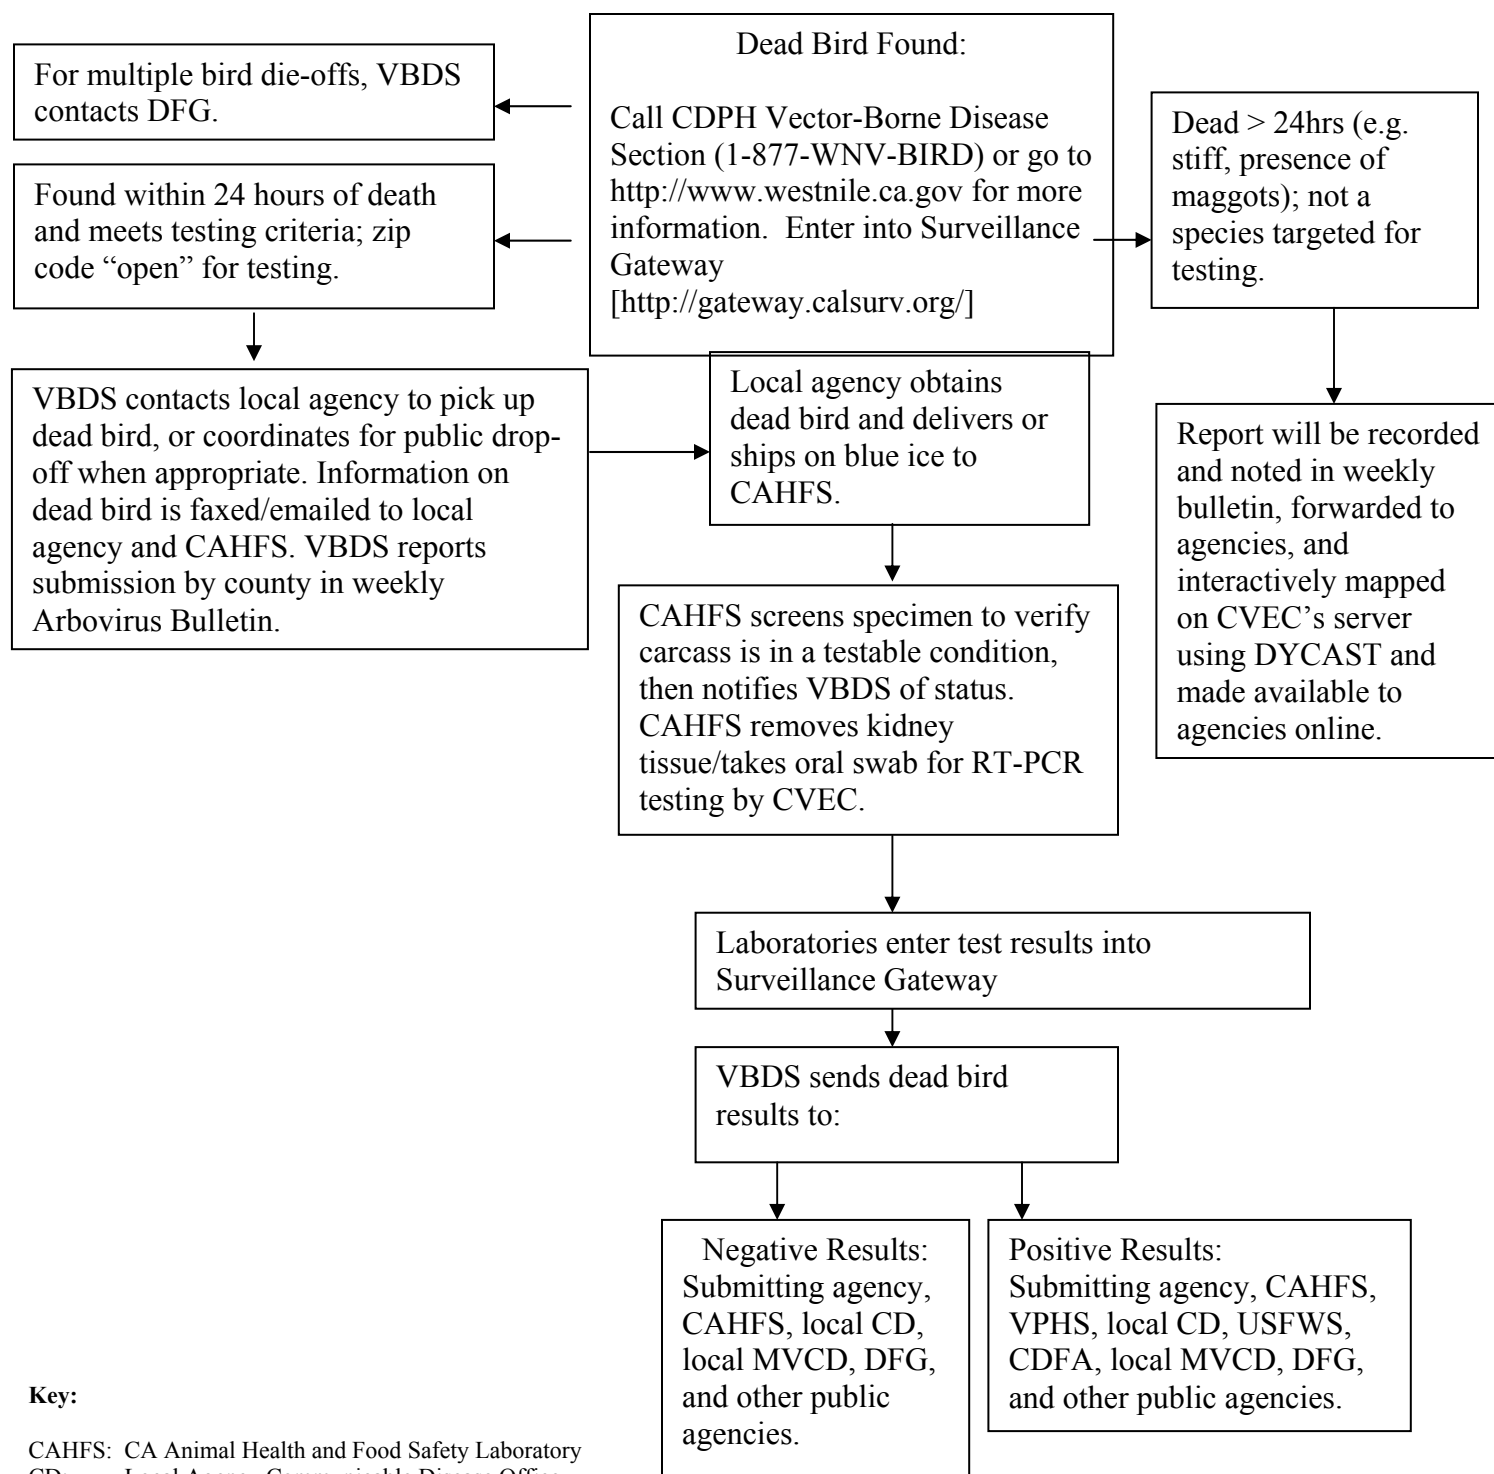 Dead Bird Found:
Call CDPH Vector-Borne Disease
Section (1-877-WNV-BIRD) or go to
http://www.westnile.ca.gov for more
information.  Enter into Surveillance
Gateway
[http://gateway.calsurv.org/]
For multiple bird die-offs, VBDS
contacts DFG.
Found within 24 hours of death
and meets testing criteria; zip
code “open” for testing.
Dead > 24hrs (e.g.
stiff, presence of
maggots); not a
species targeted for
testing.
VBDS contacts local agency to pick up
dead bird, or coordinates for public drop-
off when appropriate. Information on
dead bird is faxed/emailed to local
agency and CAHFS. VBDS reports
submission by county in weekly
Arbovirus Bulletin.
Local agency obtains
dead bird and delivers or
ships on blue ice to
CAHFS.
Report will be recorded
and noted in weekly
bulletin, forwarded to
agencies, and
interactively mapped
on CVEC’s server
using DYCAST and
made available to
agencies online.
CAHFS screens specimen to verify
carcass is in a testable condition,
then notifies VBDS of status.
CAHFS removes kidney
tissue/takes oral swab for RT-PCR
testing by CVEC.
Laboratories enter test results into
Surveillance Gateway
VBDS sends dead bird
results to:
Negative Results:
Submitting agency,
CAHFS, local CD,
local MVCD, DFG,
and other public
agencies.
Positive Results:
Submitting agency, CAHFS,
VPHS, local CD, USFWS,
CDFA, local MVCD, DFG,
and other public agencies.
Key:
CAHFS:  CA Animal Health and Food Safety Laboratory